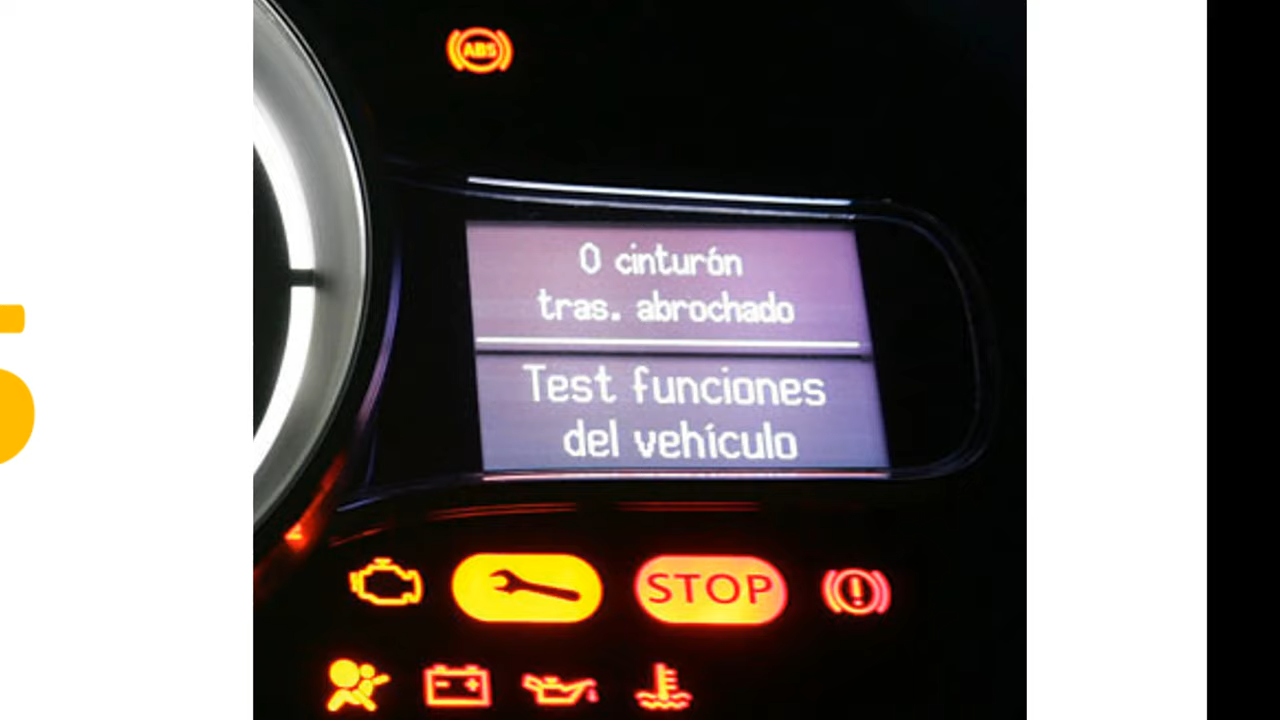 ABS
0 cinturón
tras. abrochado
Test funciones
del vehículo
STOP